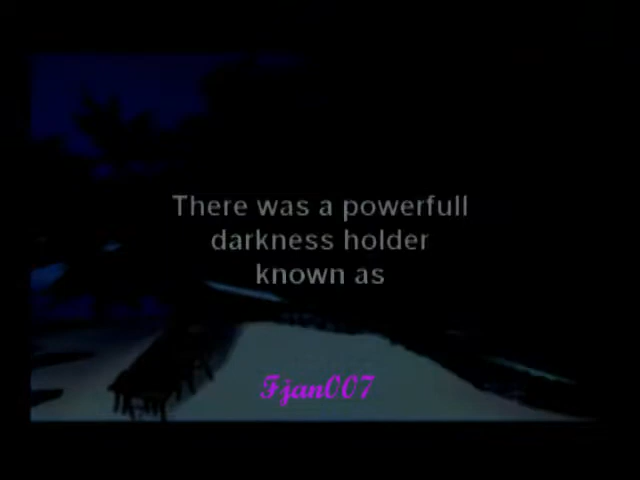 There was a powerfull
darkness holder
known as
Fjan007